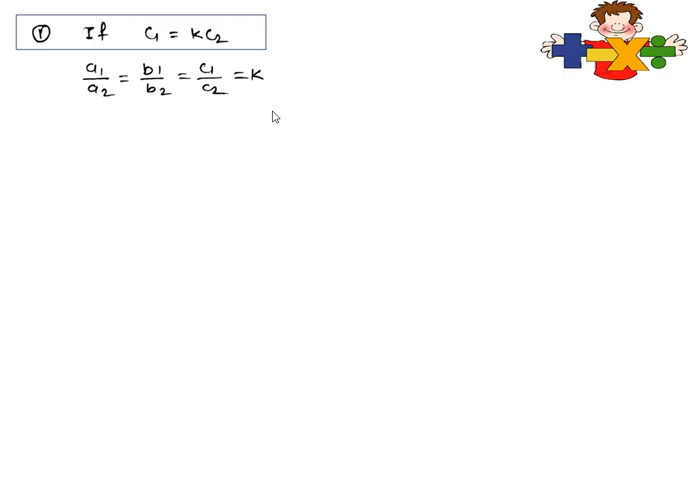 ① If c₁ = kc₂
a₁/a₂ = b₁/b₂ = c₁/c₂ = k